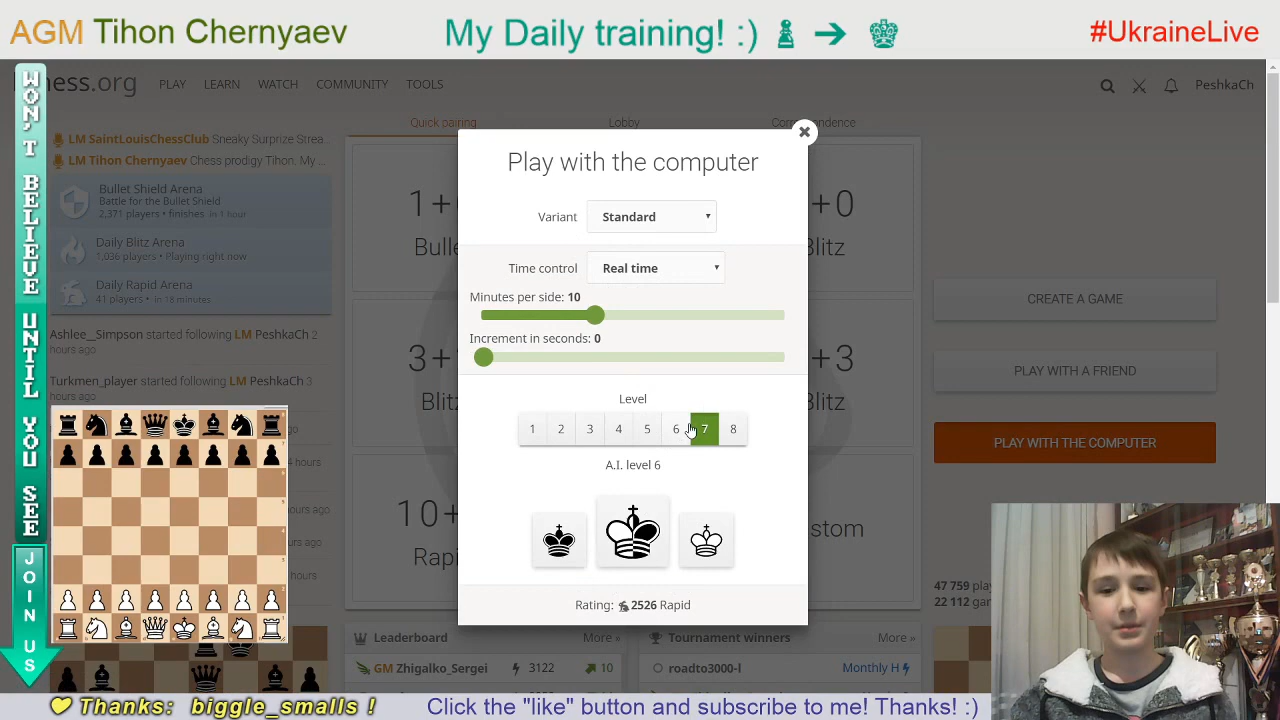 AGM Tihon Chernyaev
My Daily training! :)
#UkraineLive
WON'T BELIEVE UNTIL YOU SEE
JOIN US
hess.org
PLAY
LEARN
WATCH
COMMUNITY
TOOLS
PeshkaCh
LM SaintLouisChessClub Sneaky Surprize Strea...
LM Tihon Chernyaev Chess prodigy Tihon. My ...
Bullet Shield Arena
Battle for the Bullet Shield
2,371 players • finishes in 1 hour
Daily Blitz Arena
1,036 players • Playing right now
Daily Rapid Arena
41 players • in 18 minutes
Ashlee__Simpson started following LM PeshkaCh 2
hours ago
Turkmen_player started following LM PeshkaCh 3
hours ago
Quick pairing
Lobby
Correspondence
Play with the computer
Variant Standard
Time control Real time
Minutes per side: 10
Increment in seconds: 0
Level
1 2 3 4 5 6 7 8
A.I. level 6
Rating: 2526 Rapid
CREATE A GAME
PLAY WITH A FRIEND
PLAY WITH THE COMPUTER
Leaderboard
More »
GM Zhigalko_Sergei 3122 10
Tournament winners
More »
roadto3000-l Monthly H
Thanks: biggle_smalls !
Click the "like" button and subscribe to me! Thanks! :)